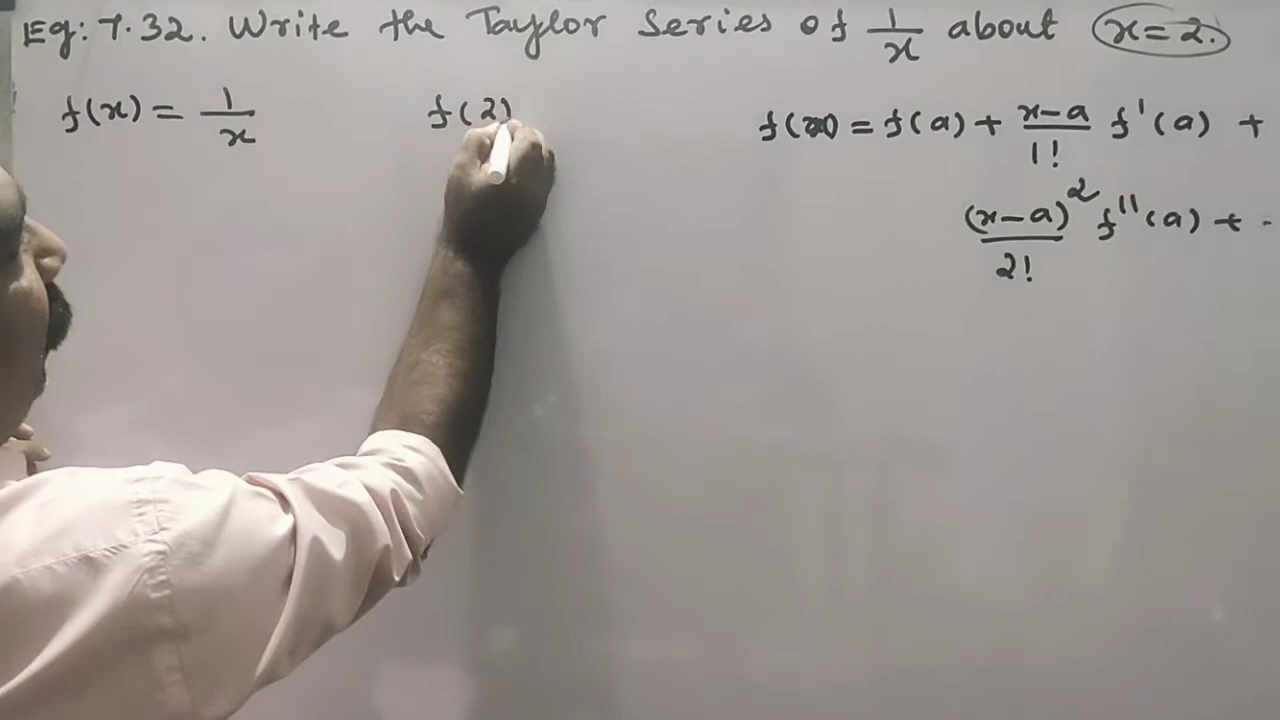 Eg: 7.32. Write the Taylor Series of 1/x about x=2.
f(x) = 1/x
f(2)
f(x) = f(a) + x-a/1! f'(a) +
(x-a)²/2! f''(a) + ·